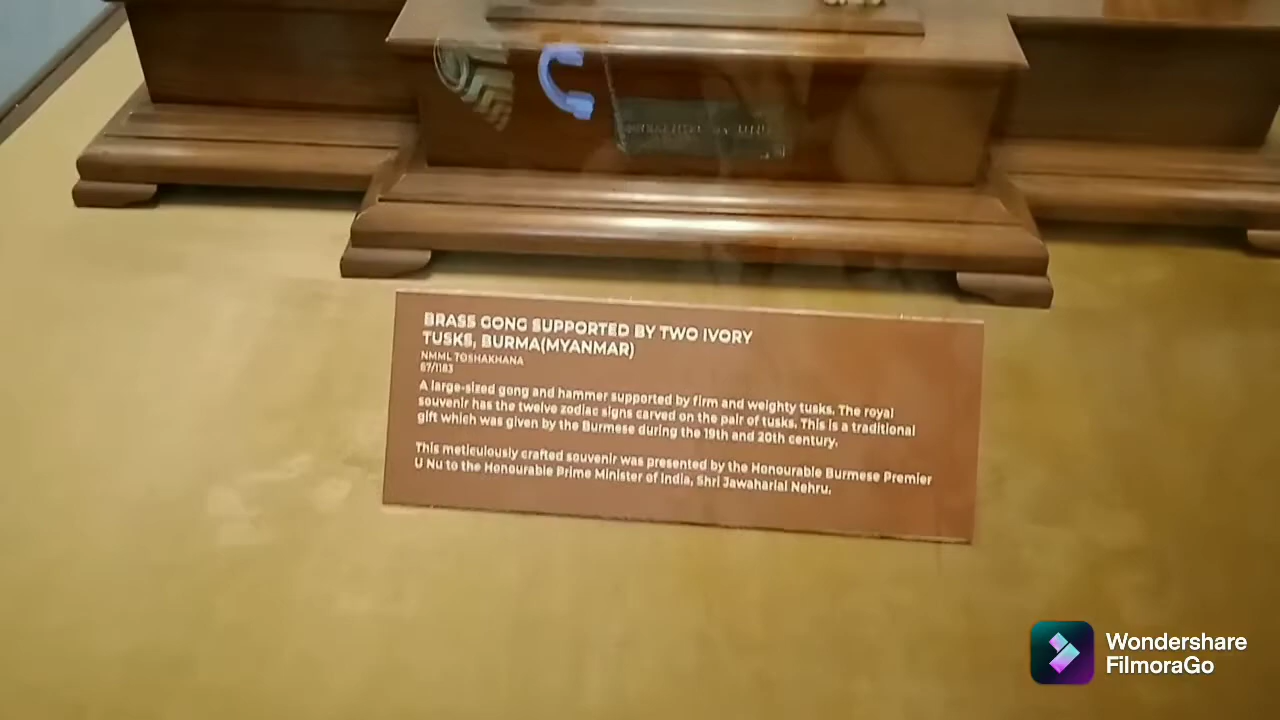 BRASS GONG SUPPORTED BY TWO IVORY
TUSKS, BURMA(MYANMAR)
NMML TOSHAKHANA
67/1183
A large-sized gong and hammer supported by firm and weighty tusks. The royal
souvenir has the twelve zodiac signs carved on the pair of tusks. This is a traditional
gift which was given by the Burmese during the 19th and 20th century.
This meticulously crafted souvenir was presented by the Honourable Burmese Premier
U Nu to the Honourable Prime Minister of India, Shri Jawaharlal Nehru.
Wondershare
FilmoraGo